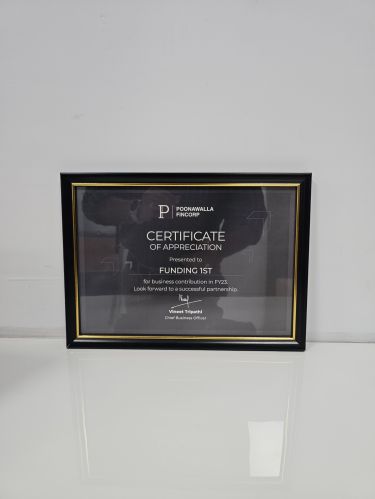 POONAWALLA
FINCORP
CERTIFICATE
OF APPRECIATION
Presented to
FUNDING 1ST
for business contribution in FY23.
Look forward to a successful partnership.
Vineet Tripathi
Chief Business Officer